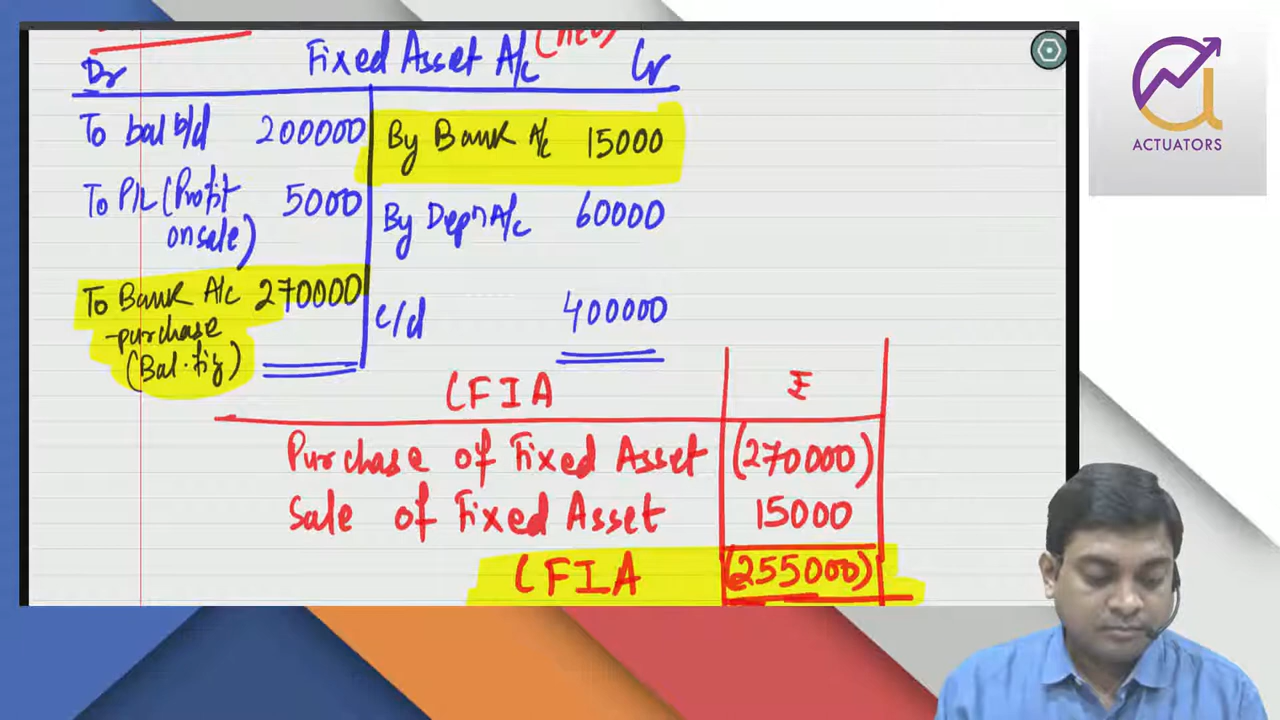 Fixed Asset A/c (net)
Dr Cr
To bal b/d 200000 By Bank A/c 15000
To P/L (Profit on sale) 5000 By Depn A/c 60000
To Bank A/c 270000
-purchase
(Bal. fig)
c/d 400000
CFIA ₹
Purchase of Fixed Asset (270000)
Sale of Fixed Asset 15000
CFIA (255000)
ACTUATORS